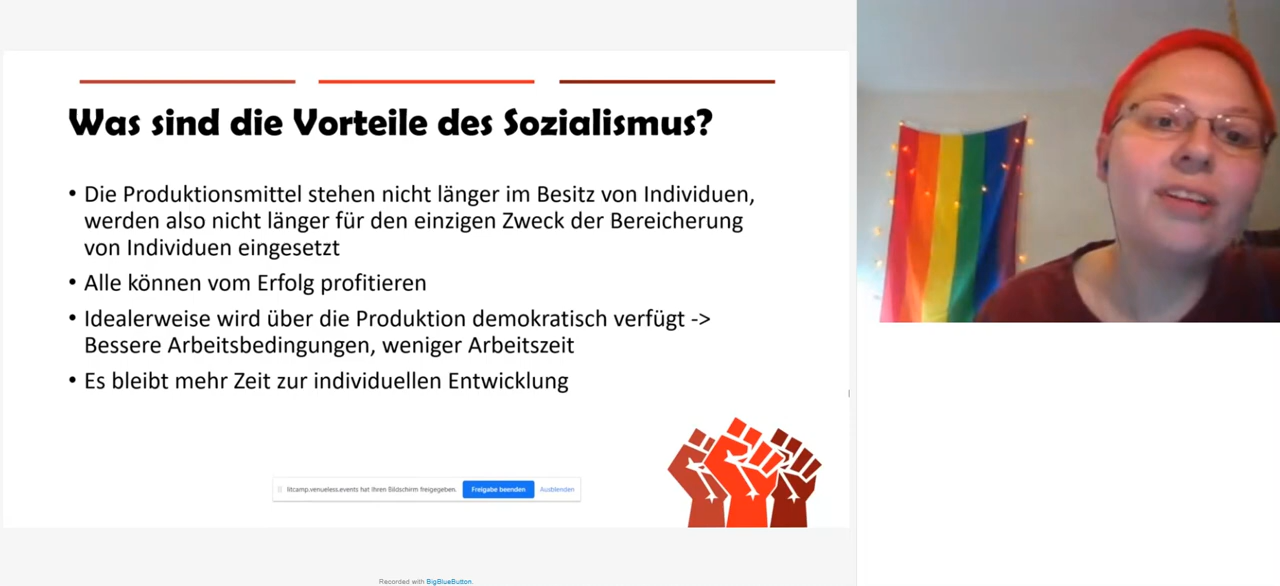 Was sind die Vorteile des Sozialismus?
• Die Produktionsmittel stehen nicht länger im Besitz von Individuen,
werden also nicht länger für den einzigen Zweck der Bereicherung
von Individuen eingesetzt
• Alle können vom Erfolg profitieren
• Idealerweise wird über die Produktion demokratisch verfügt ->
Bessere Arbeitsbedingungen, weniger Arbeitszeit
• Es bleibt mehr Zeit zur individuellen Entwicklung
litcamp.venueless.events hat Ihren Bildschirm freigegeben. Freigabe beenden Ausblenden
Recorded with BigBlueButton.